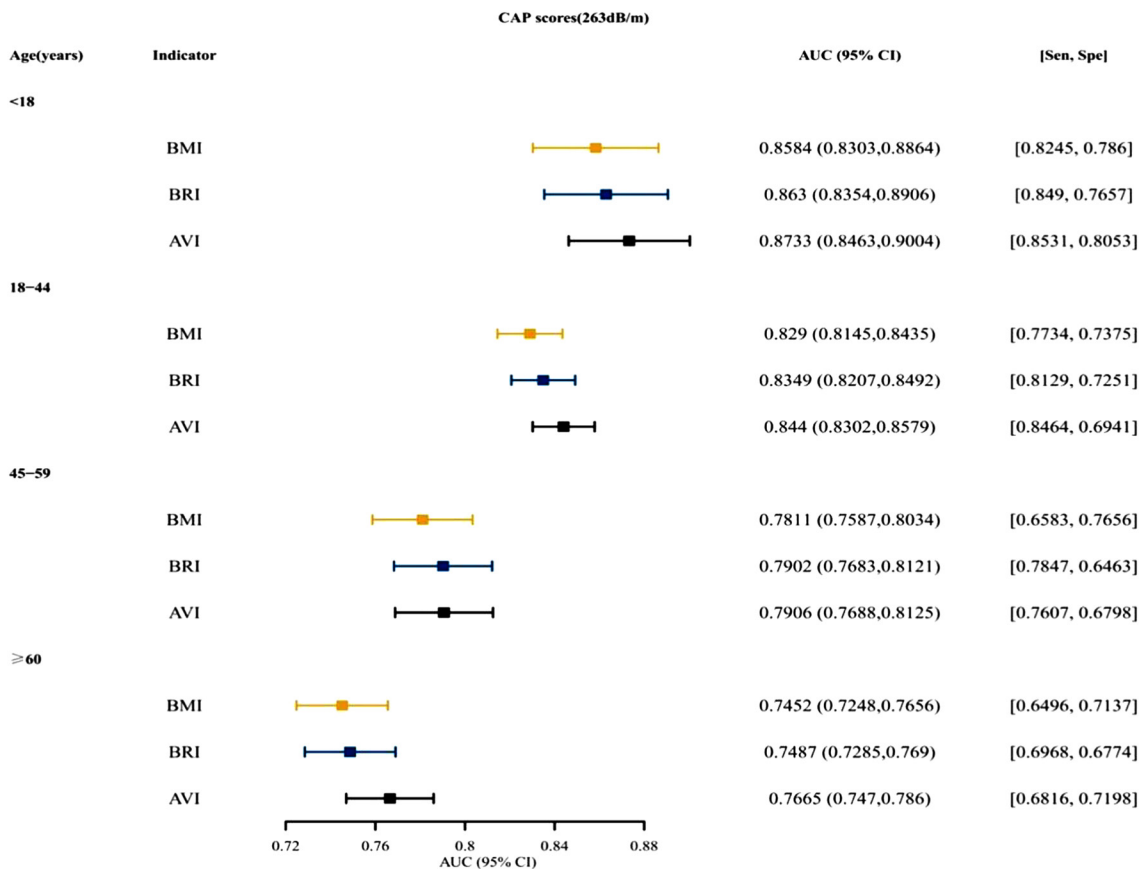 CAP scores(263dB/m)
Age(years) Indicator AUC (95% CI) [Sen, Spe]
<18
BMI 0.8584 (0.8303,0.8864) [0.8245, 0.786]
BRI 0.863 (0.8354,0.8906) [0.849, 0.7657]
AVI 0.8733 (0.8463,0.9004) [0.8531, 0.8053]
18−44
BMI 0.829 (0.8145,0.8435) [0.7734, 0.7375]
BRI 0.8349 (0.8207,0.8492) [0.8129, 0.7251]
AVI 0.844 (0.8302,0.8579) [0.8464, 0.6941]
45−59
BMI 0.7811 (0.7587,0.8034) [0.6583, 0.7656]
BRI 0.7902 (0.7683,0.8121) [0.7847, 0.6463]
AVI 0.7906 (0.7688,0.8125) [0.7607, 0.6798]
⩾60
BMI 0.7452 (0.7248,0.7656) [0.6496, 0.7137]
BRI 0.7487 (0.7285,0.769) [0.6968, 0.6774]
AVI 0.7665 (0.747,0.786) [0.6816, 0.7198]
0.72 0.76 0.8 0.84 0.88
AUC (95% CI)